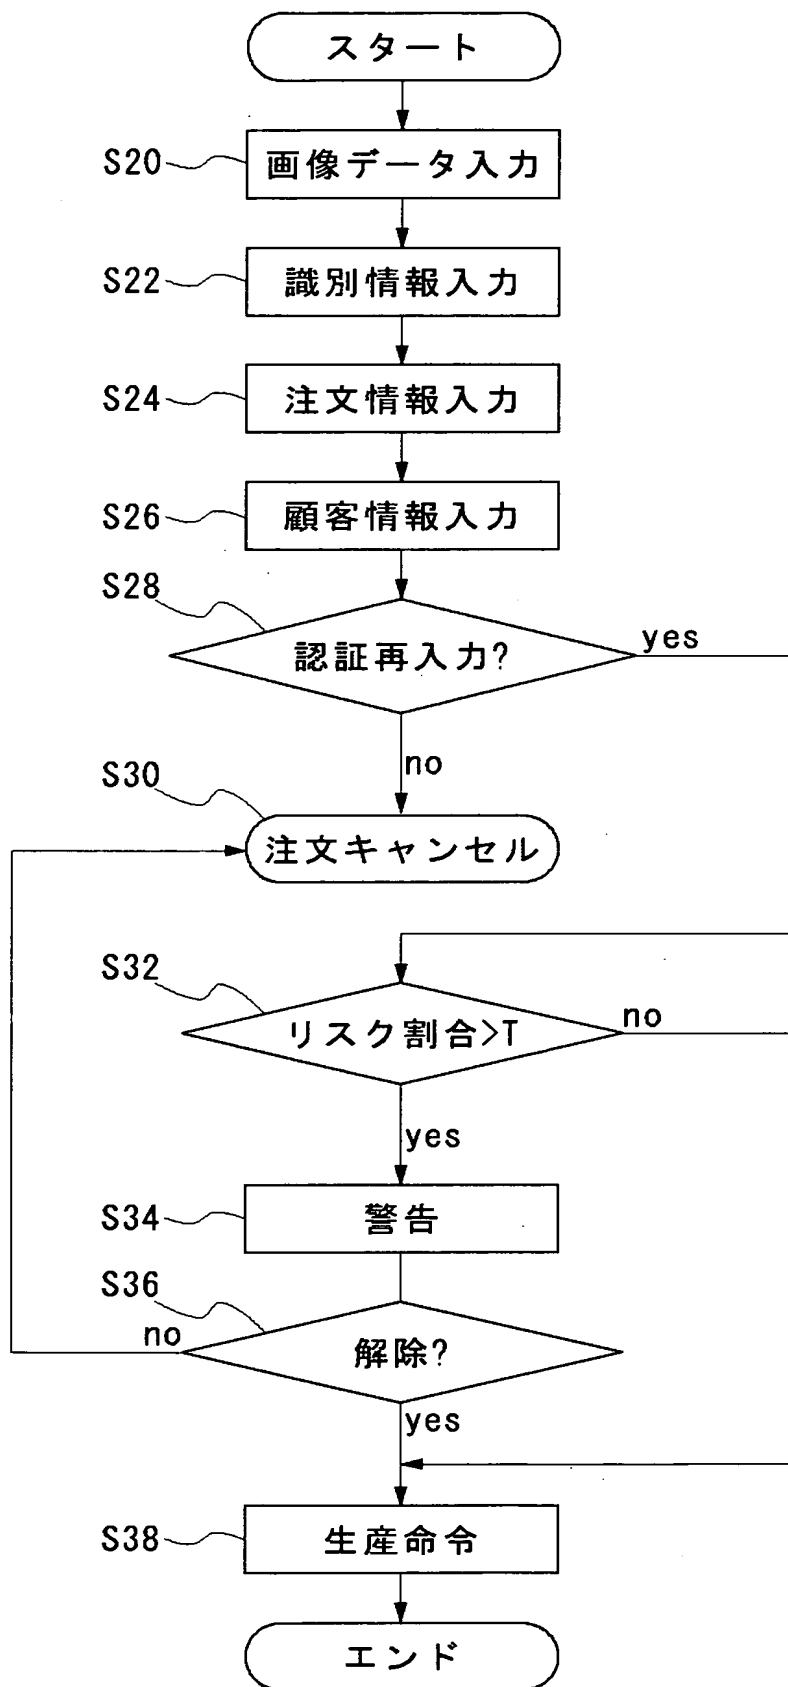 スタート
S20 画像データ入力
S22 識別情報入力
S24 注文情報入力
S26 顧客情報入力
S28
認証再入力?
yes
no
S30
注文キャンセル
S32
リスク割合>T
no
yes
S34 警告
S36
no
解除?
yes
S38 生産命令
エンド